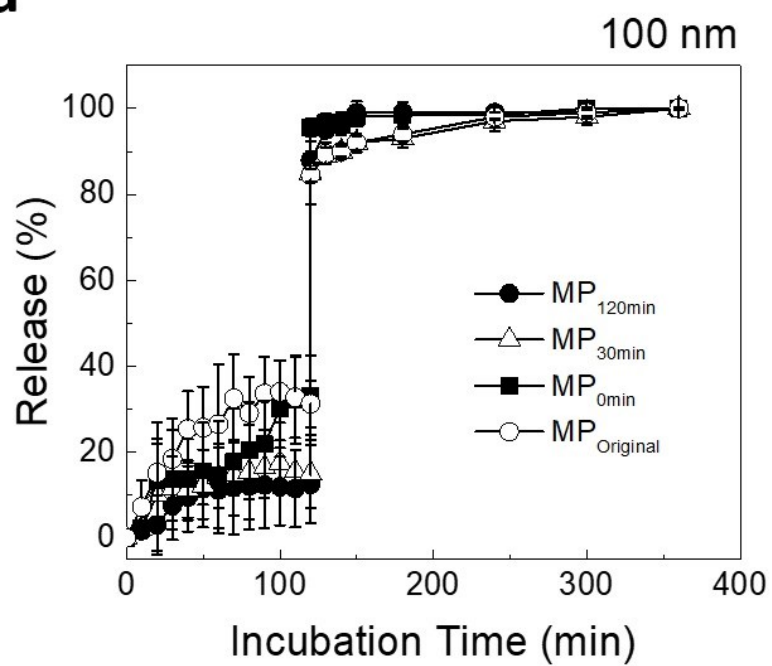 100 nm
100
80
60
40
20
0
Release (%)
MP120min
MP30min
MP0min
MPOriginal
0 100 200 300 400
Incubation Time (min)